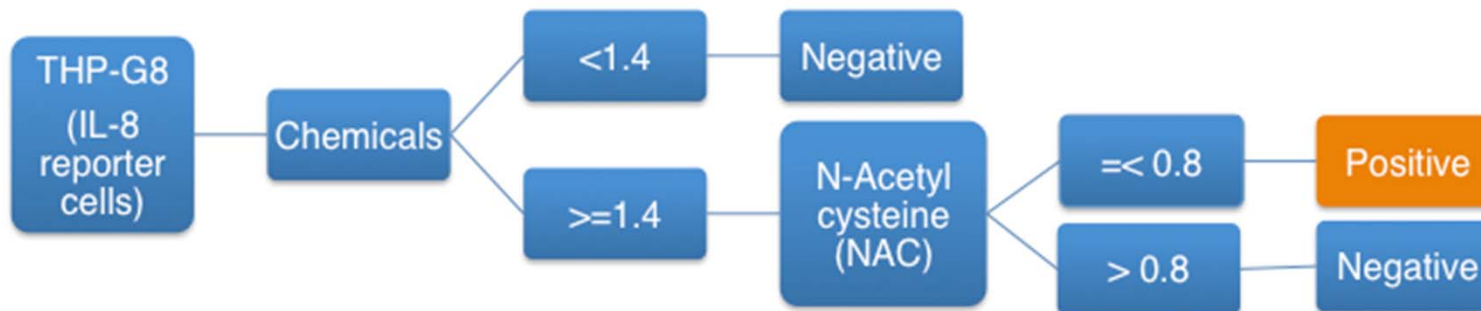 THP-G8
(IL-8
reporter
cells)
Chemicals
<1.4
Negative
>=1.4
N-Acetyl
cysteine
(NAC)
=< 0.8
Positive
> 0.8
Negative